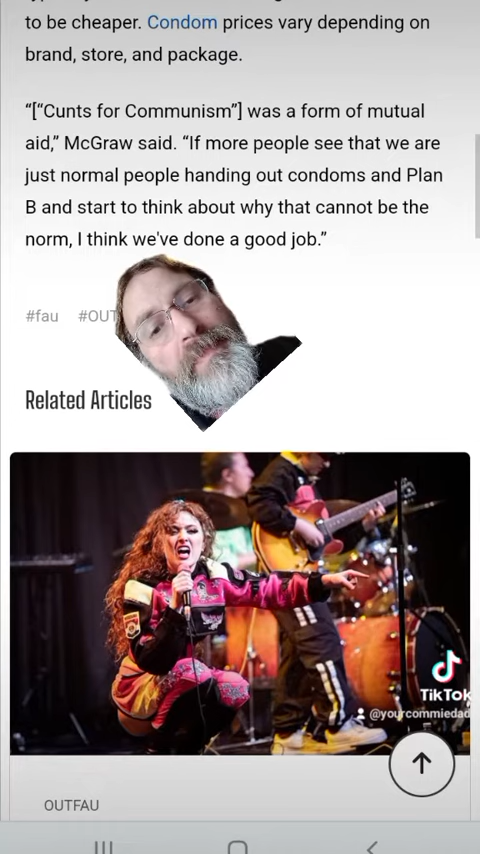 to be cheaper. Condom prices vary depending on
brand, store, and package.
“[“Cunts for Communism”] was a form of mutual
aid,” McGraw said. “If more people see that we are
just normal people handing out condoms and Plan
B and start to think about why that cannot be the
norm, I think we've done a good job.”
#fau #OUT
Related Articles
TikTok
@yourcommiedad
OUTFAU